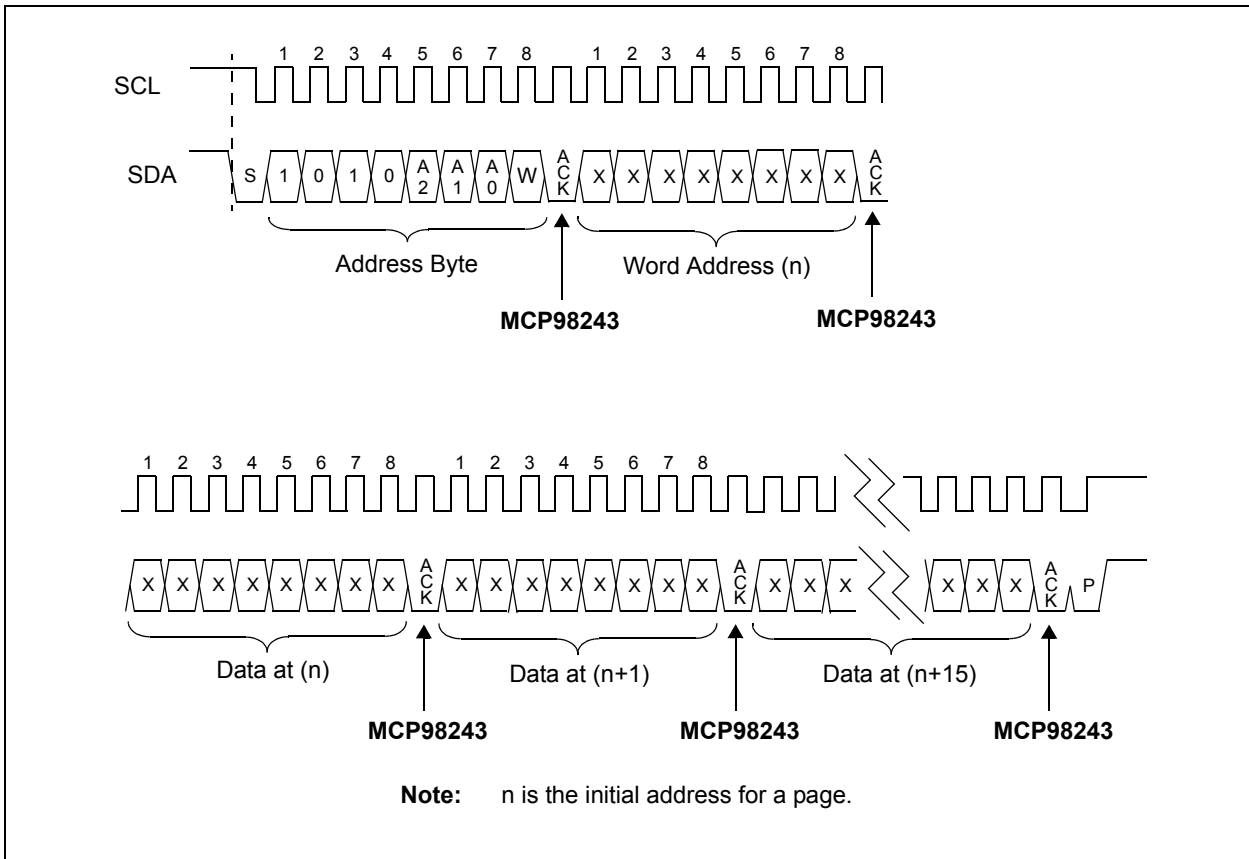 1 2 3 4 5 6 7 8 1 2 3 4 5 6 7 8
SCL
SDA S 1 0 1 0 A2 A1 A0 W ACK X X X X X X X X ACK
Address Byte Word Address (n)
MCP98243 MCP98243
1 2 3 4 5 6 7 8 1 2 3 4 5 6 7 8
X X X X X X X X ACK X X X X X X X X ACK X X X X X X ACK P
Data at (n) Data at (n+1) Data at (n+15)
MCP98243 MCP98243 MCP98243
Note: n is the initial address for a page.